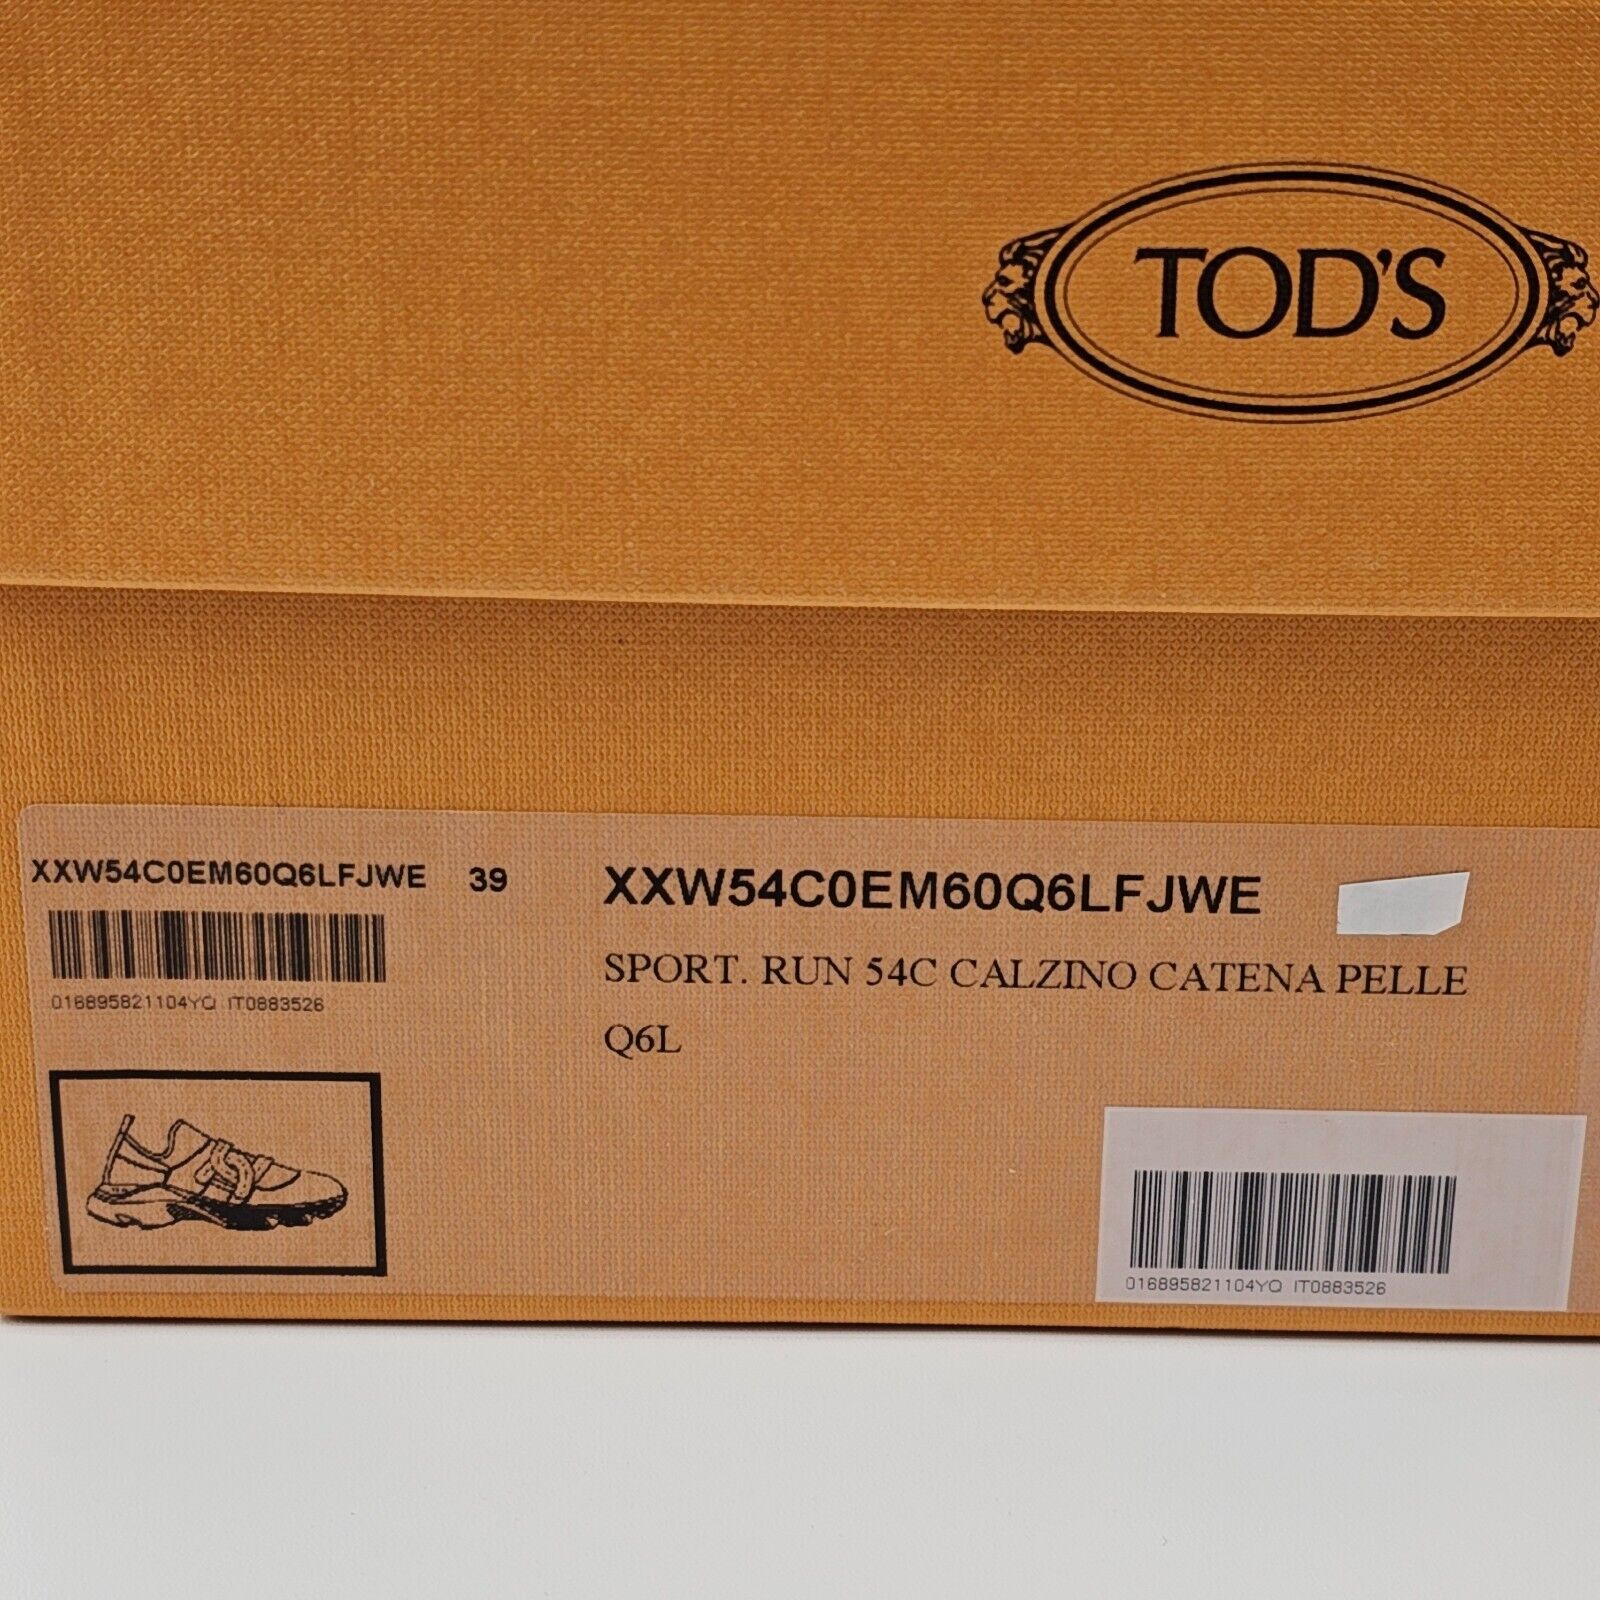 TOD'S
XXW54C0EM60Q6LFJWE 39
016895821104YQ IT0883526
XXW54C0EM60Q6LFJWE
SPORT. RUN 54C CALZINO CATENA PELLE
Q6L
016895821104YQ IT0883526